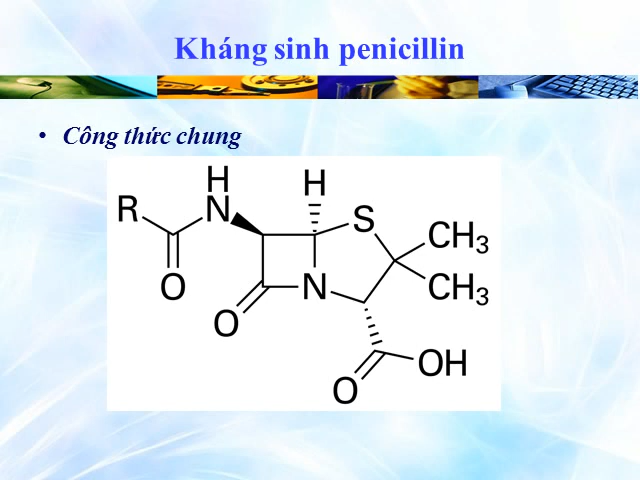 Kháng sinh penicillin
• Công thức chung
H
H
R
N
S
CH3
O
N
CH3
O
OH
O